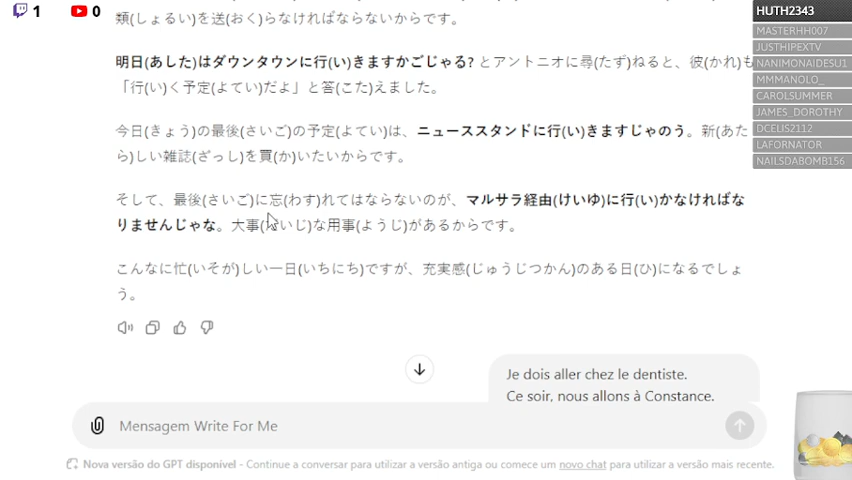 1
0
類(しょるい)を送(おく)らなければならないからです。
明日(あした)はダウンタウンに行(い)きますかごじゃる? とアントニオに尋(たず)ねると、彼(かれ)も
「行(い)く予定(よてい)だよ」と答(こた)えました。
今日(きょう)の最後(さいご)の予定(よてい)は、ニューススタンドに行(い)きますじゃのう。新(あた
ら)しい雑誌(ざっし)を買(か)いたいからです。
そして、最後(さいご)に忘(わす)れてはならないのが、マルサラ経由(けいゆ)に行(い)かなければな
りませんじゃな。大事(いじ)な用事(ようじ)があるからです。
こんなに忙(いそが)しい一日(いちにち)ですが、充実感(じゅうじつかん)のある日(ひ)になるでしょ
う。
Je dois aller chez le dentiste.
Ce soir, nous allons à Constance.
Mensagem Write For Me
Nova versão do GPT disponível - Continue a conversar para utilizar a versão antiga ou comece um novo chat para utilizar a versão mais recente.
HUTH2343
MASTERHH007
JUSTHIPEXTV
NANIMONAIDESU1
MMMANOLO_
CAROLSUMMER
JAMES_DOROTHY
DCELIS2112
LAFORNATOR
NAILSDABOMB156